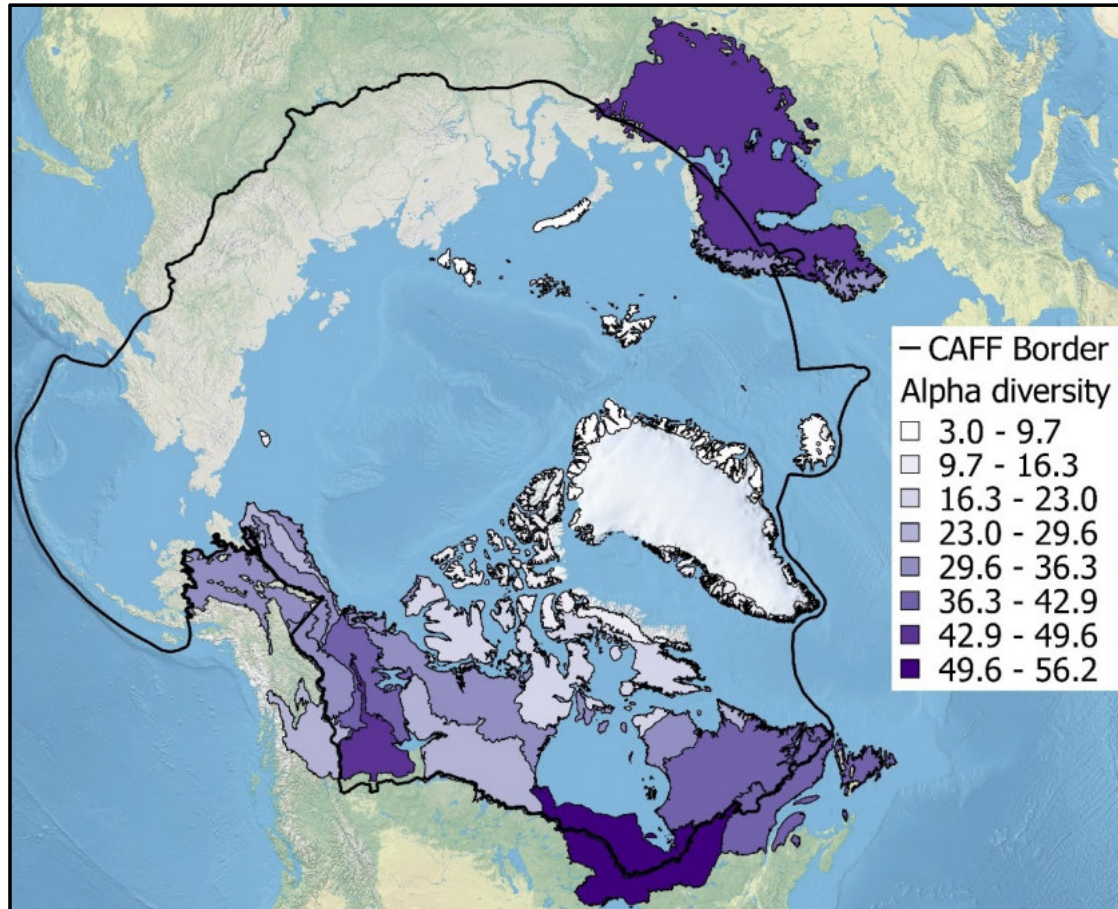 CAFF Border
Alpha diversity
3.0 - 9.7
9.7 - 16.3
16.3 - 23.0
23.0 - 29.6
29.6 - 36.3
36.3 - 42.9
42.9 - 49.6
49.6 - 56.2